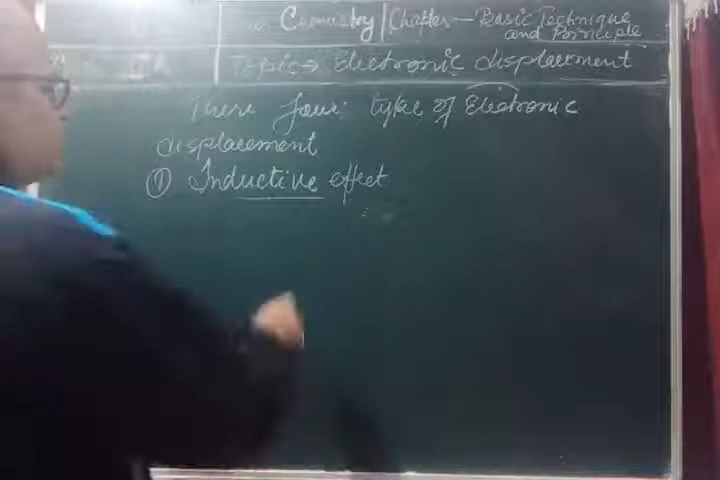 Chemistry | Chapter - Basic Technique
and Principle
Topic → Electronic displacement
There four type of Electronic
displacement
① Inductive effect